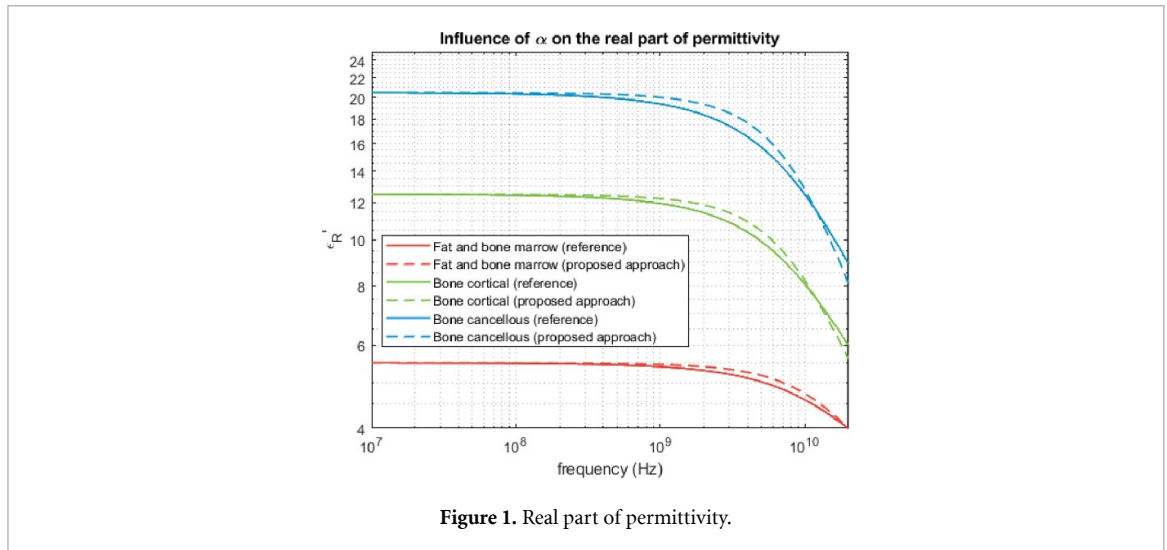 Influence of α on the real part of permittivity
24
22
20
18
16
14
12
10
8
6
4
ϵR'
Fat and bone marrow (reference)
Fat and bone marrow (proposed approach)
Bone cortical (reference)
Bone cortical (proposed approach)
Bone cancellous (reference)
Bone cancellous (proposed approach)
10^7 10^8 10^9 10^10
frequency (Hz)
Figure 1. Real part of permittivity.